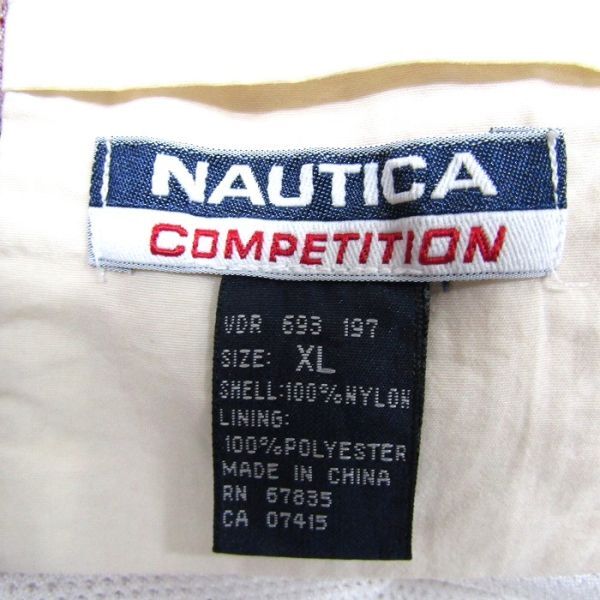 NAUTICA
COMPETITION
VDR 693 197
SIZE: XL
SHELL:100%NYLON
LINING:
100%POLYESTER
MADE IN CHINA
RN 67835
CA 07415